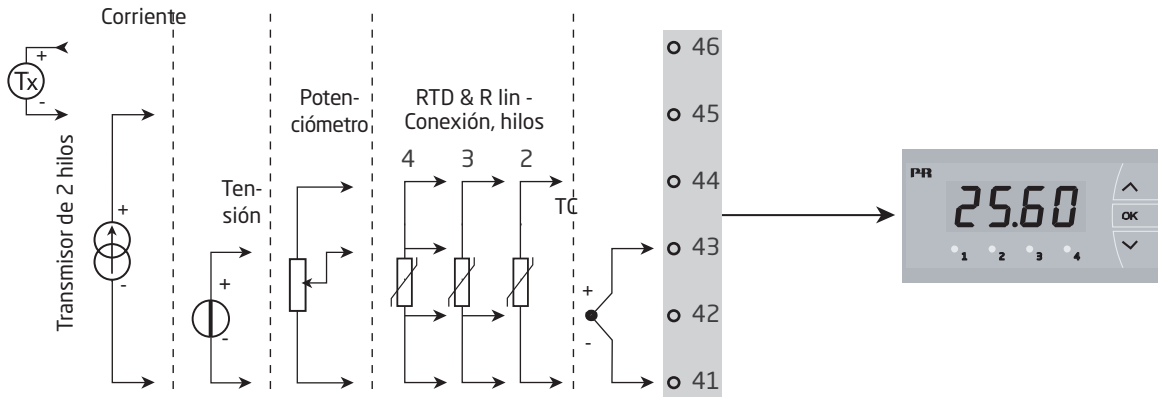 Corriente
+
Tx
-
Transmisor de 2 hilos
+
-
Ten-
sión
+
-
Poten-
ciómetro
RTD & R lin -
Conexión, hilos
4 3 2
TC
+
-
46
45
44
43
42
41
PR
25.60
OK
1 2 3 4